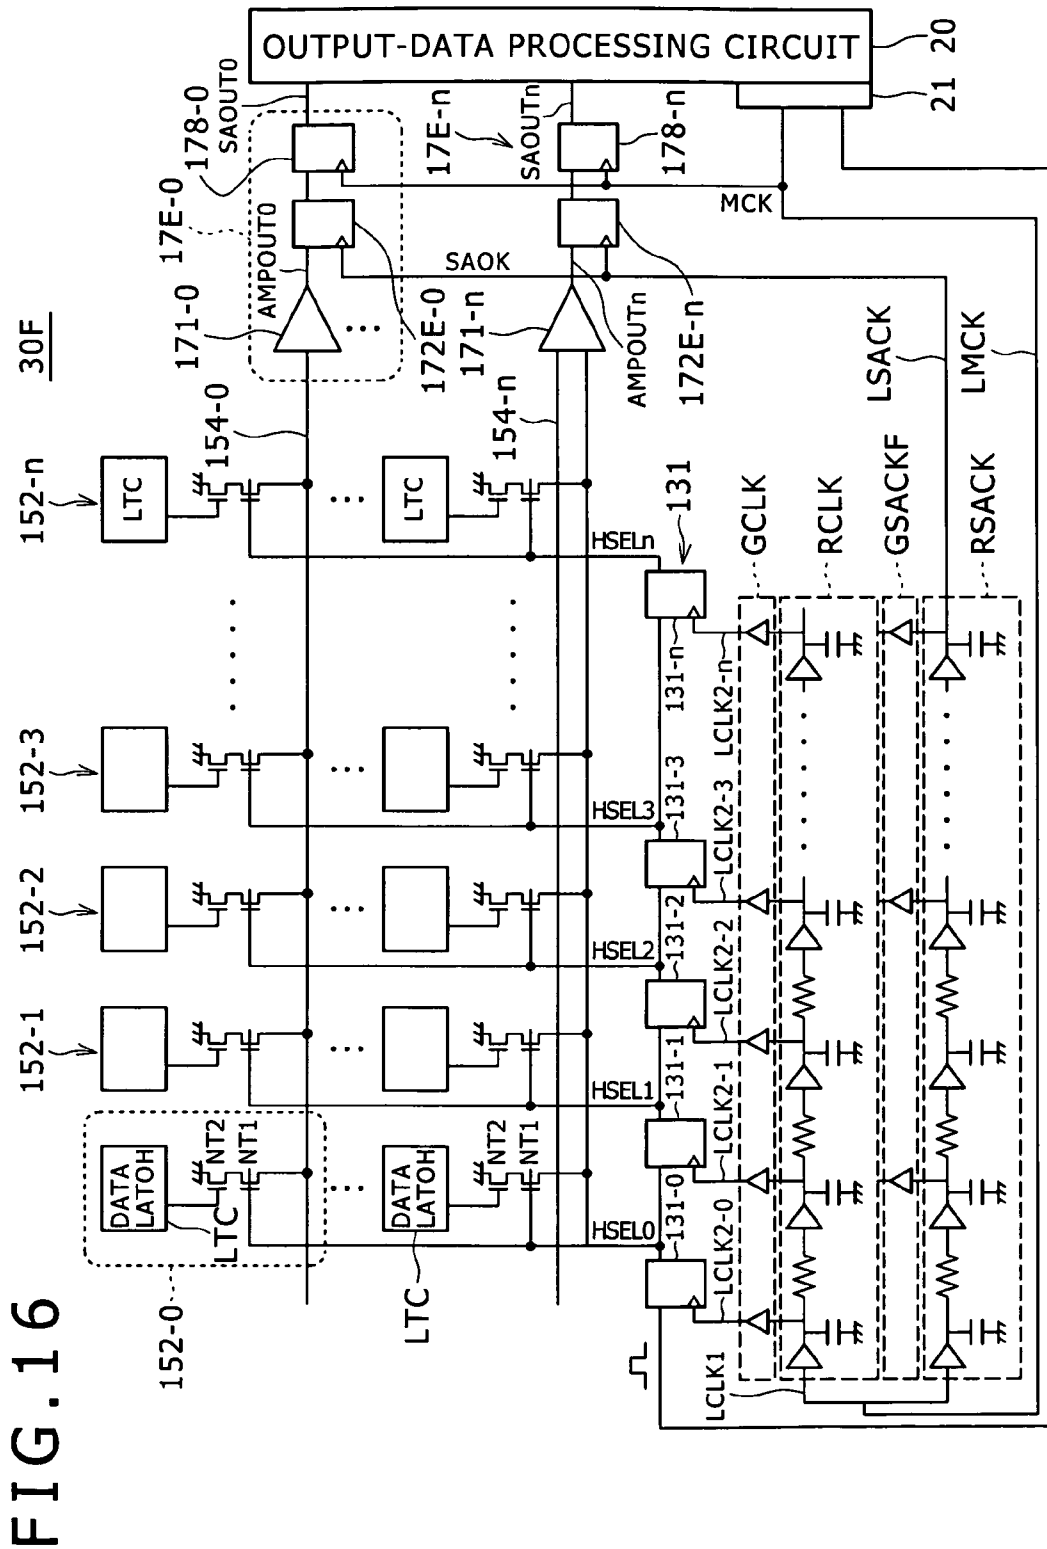 FIG.16
30F
152-0
152-1
152-2
152-3
152-n
DATA
LATOH
LTC
NT2
NT1
LTC
154-0
171-0
17E-0
AMPOUT0
178-0
SAOUT0
172E-0
OUTPUT-DATA PROCESSING CIRCUIT
20
21
DATA
LATOH
LTC
NT2
NT1
LTC
154-n
171-n
AMPOUTn
172E-n
17E-n
SAOUTn
178-n
SAOK
MCK
HSEL0
HSEL1
HSEL2
HSEL3
HSELn
131-0
131-1
131-2
131-3
131-n
131
LCLK2-0
LCLK2-1
LCLK2-2
LCLK2-3
LCLK2-n
LCLK1
GCLK
RCLK
GSACKF
RSACK
LSACK
LMCK